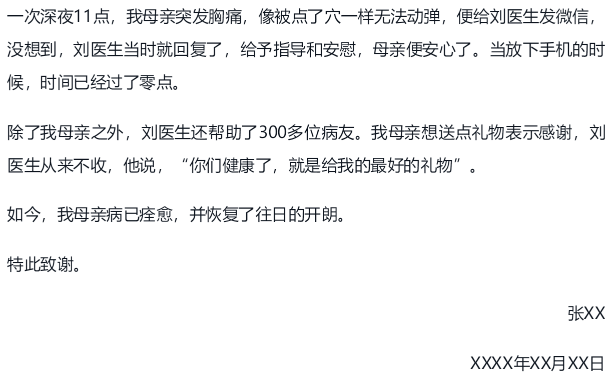 一次深夜11点，我母亲突发胸痛，像被点了穴一样无法动弹，便给刘医生发微信，
没想到，刘医生当时就回复了，给予指导和安慰，母亲便安心了。当放下手机的时
候，时间已经过了零点。
除了我母亲之外，刘医生还帮助了300多位病友。我母亲想送点礼物表示感谢，刘
医生从来不收，他说，“你们健康了，就是给我的最好的礼物”。
如今，我母亲病已痊愈，并恢复了往日的开朗。
特此致谢。
张XX
XXXX年XX月XX日